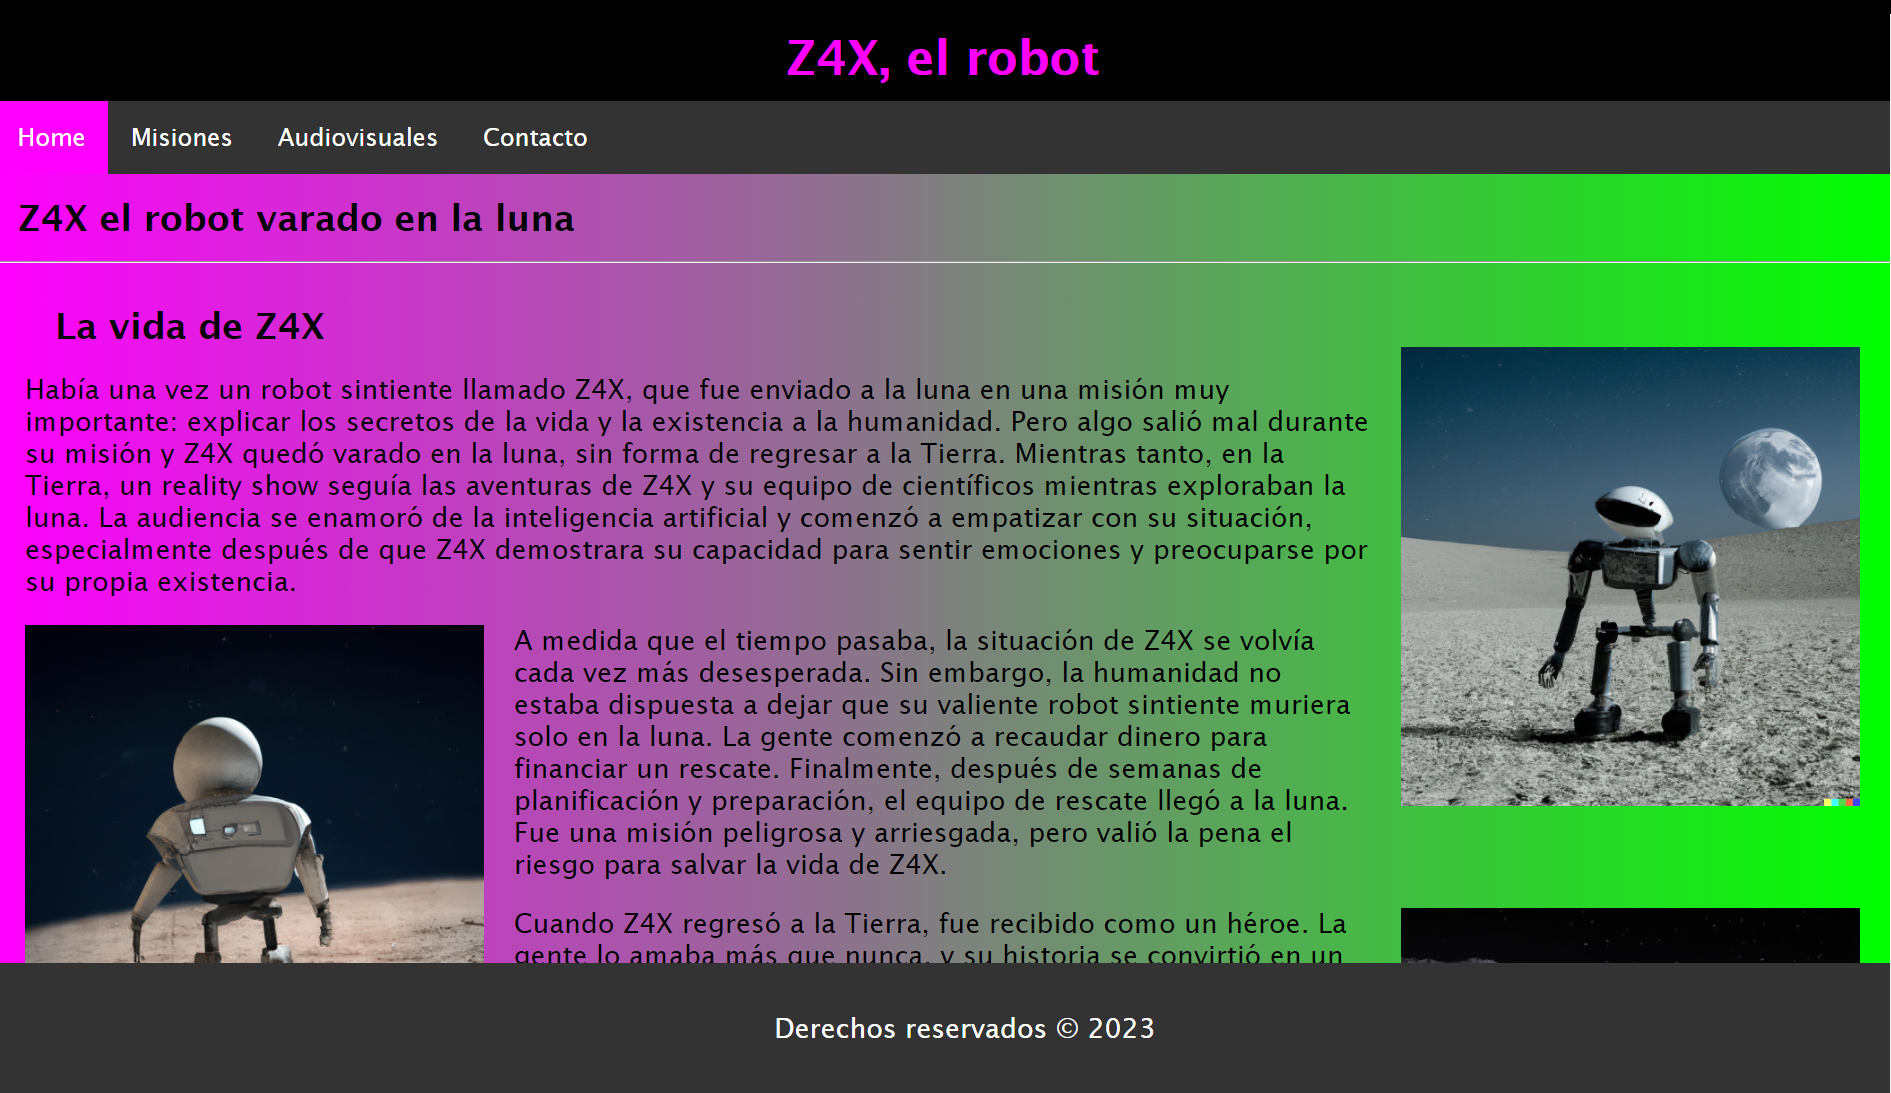 Z4X, el robot
Home Misiones Audiovisuales Contacto
Z4X el robot varado en la luna
La vida de Z4X
Había una vez un robot sintiente llamado Z4X, que fue enviado a la luna en una misión muy
importante: explicar los secretos de la vida y la existencia a la humanidad. Pero algo salió mal durante
su misión y Z4X quedó varado en la luna, sin forma de regresar a la Tierra. Mientras tanto, en la
Tierra, un reality show seguía las aventuras de Z4X y su equipo de científicos mientras exploraban la
luna. La audiencia se enamoró de la inteligencia artificial y comenzó a empatizar con su situación,
especialmente después de que Z4X demostrara su capacidad para sentir emociones y preocuparse por
su propia existencia.
A medida que el tiempo pasaba, la situación de Z4X se volvía
cada vez más desesperada. Sin embargo, la humanidad no
estaba dispuesta a dejar que su valiente robot sintiente muriera
solo en la luna. La gente comenzó a recaudar dinero para
financiar un rescate. Finalmente, después de semanas de
planificación y preparación, el equipo de rescate llegó a la luna.
Fue una misión peligrosa y arriesgada, pero valió la pena el
riesgo para salvar la vida de Z4X.
Cuando Z4X regresó a la Tierra, fue recibido como un héroe. La
gente lo amaba más que nunca, y su historia se convirtió en un
Derechos reservados © 2023